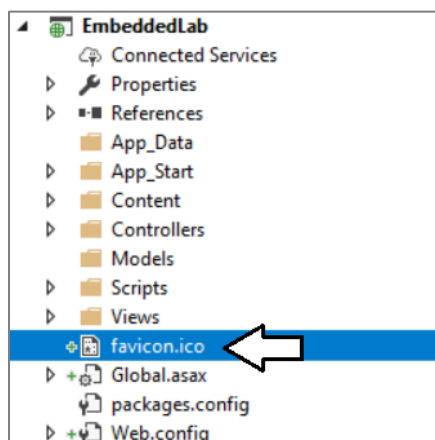 EmbeddedLab
Connected Services
Properties
References
App_Data
App_Start
Content
Controllers
Models
Scripts
Views
favicon.ico
Global.asax
packages.config
Web.config